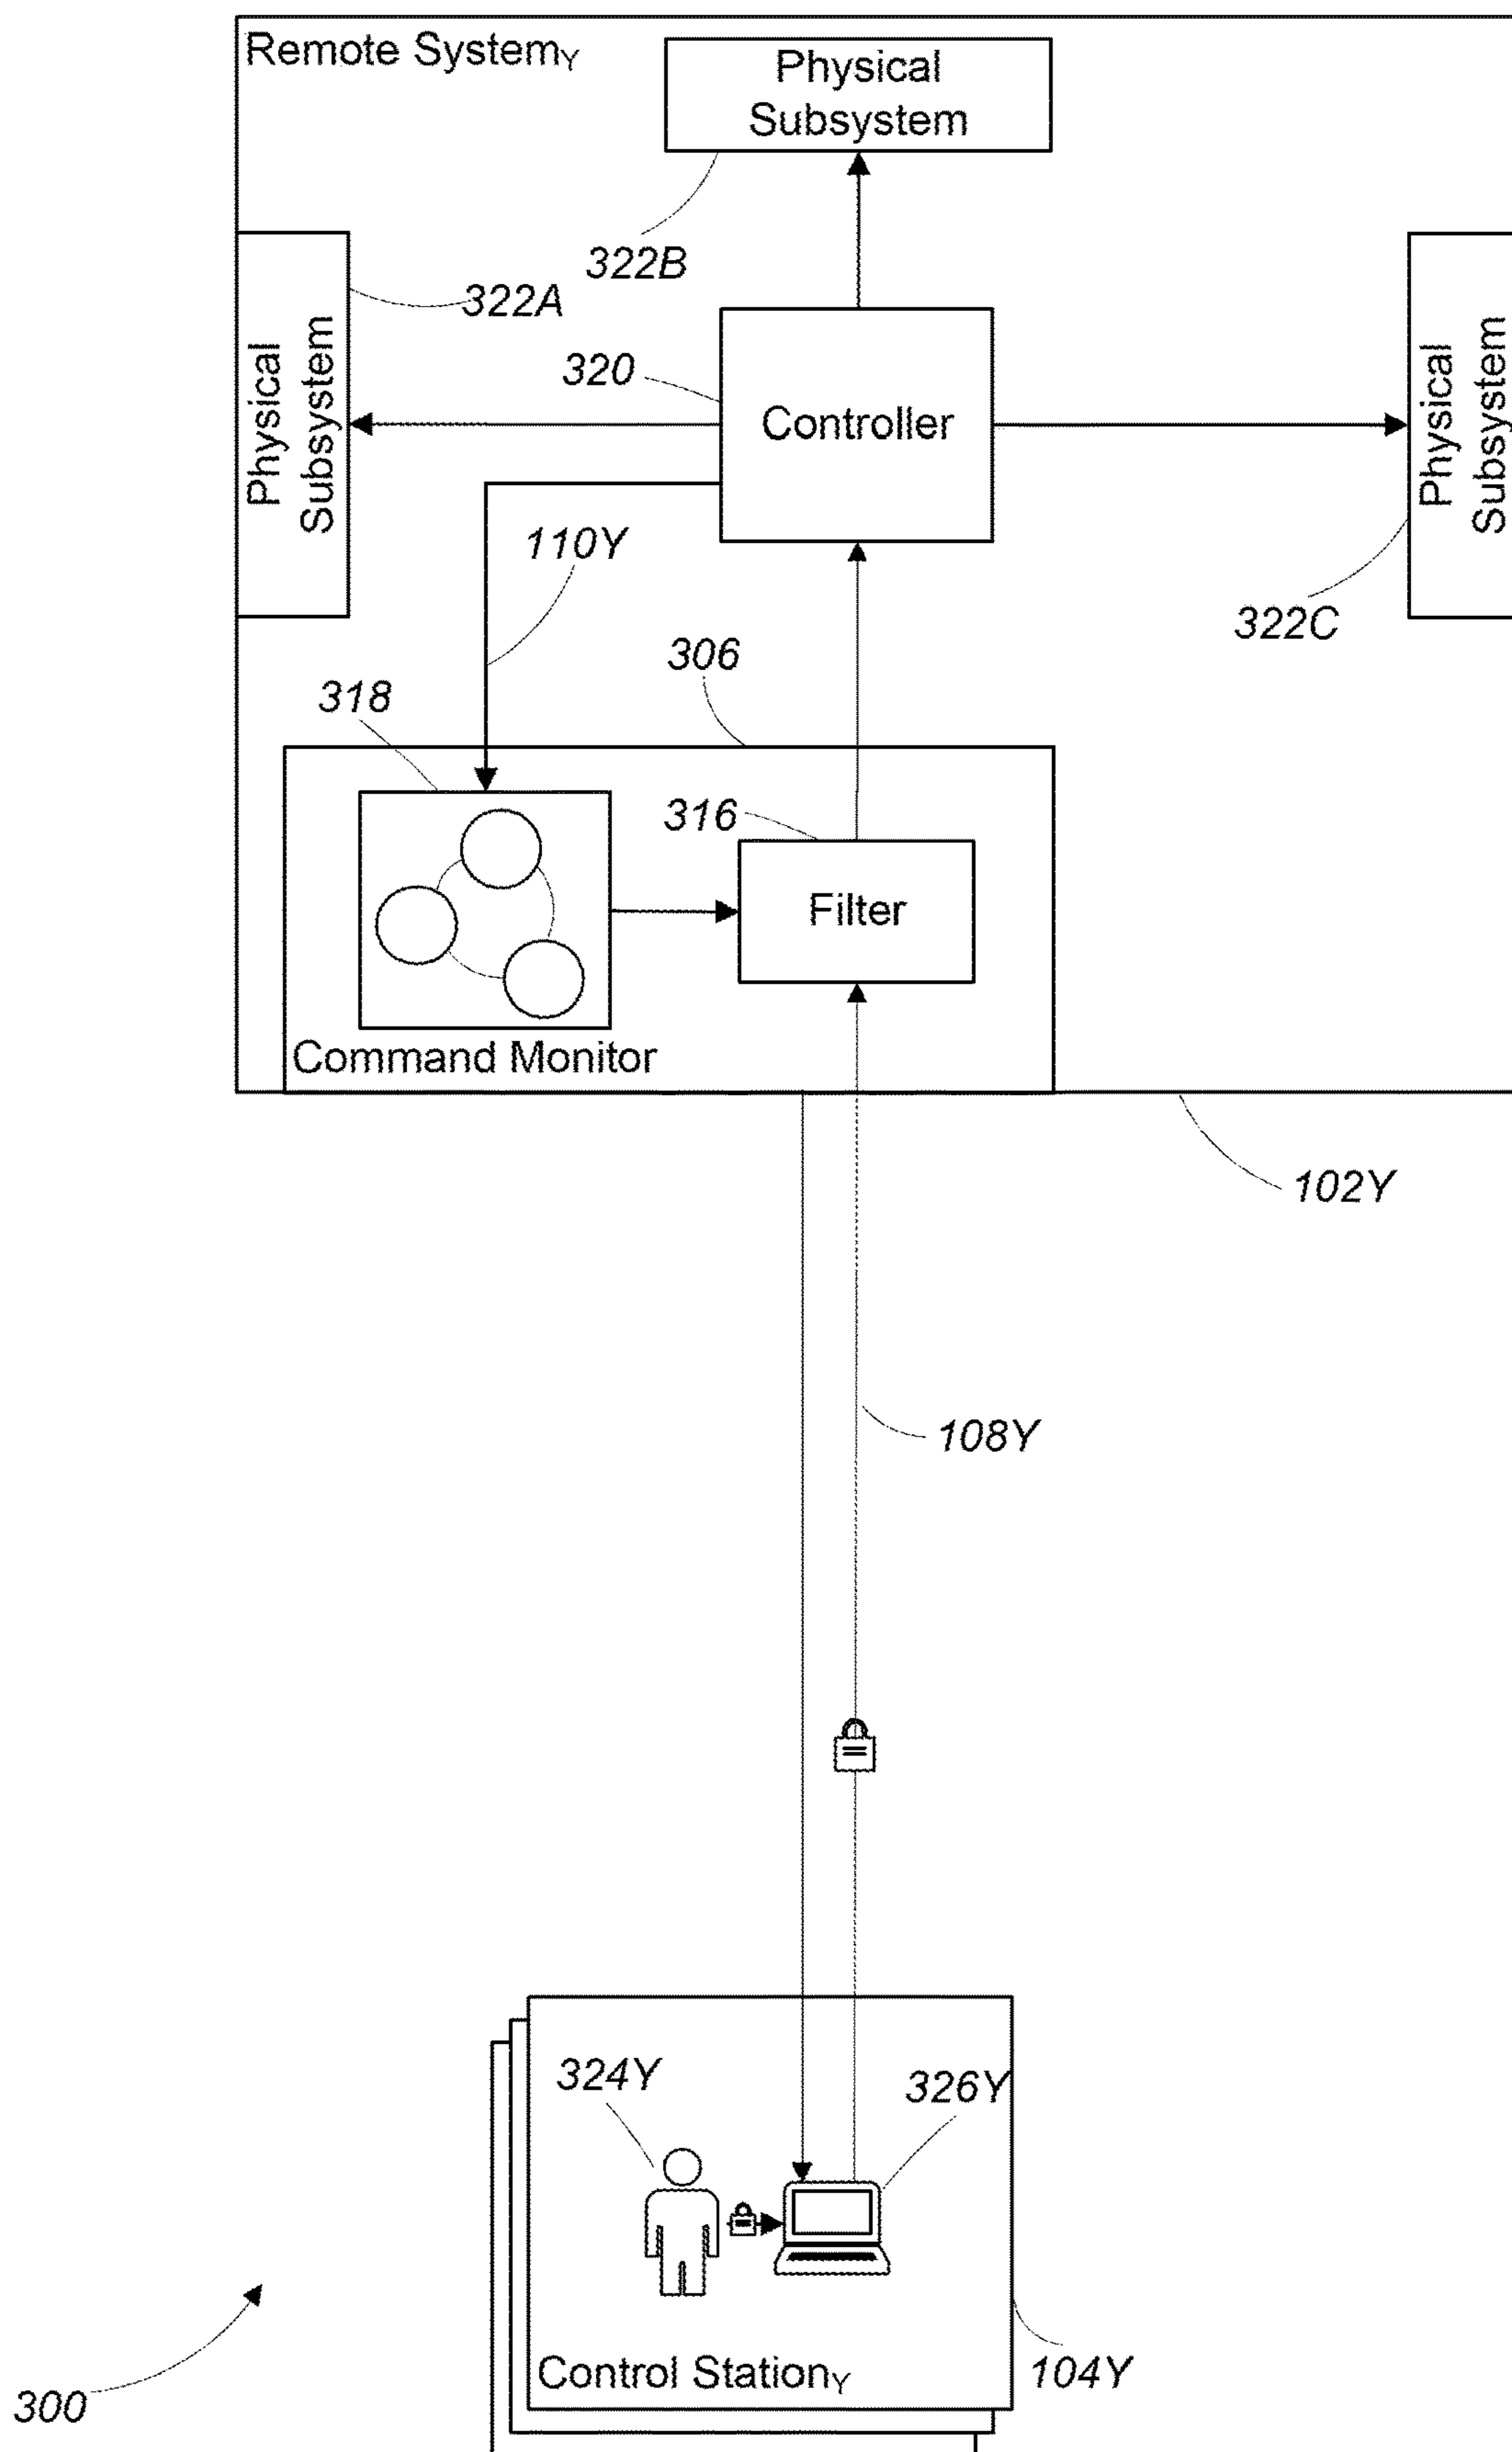 Remote SystemY
Physical
Subsystem
322B
322A
Physical
Subsystem
320
Controller
Physical
Subsystem
110Y
322C
306
318
316
Filter
Command Monitor
102Y
108Y
324Y
326Y
Control StationY
104Y
300